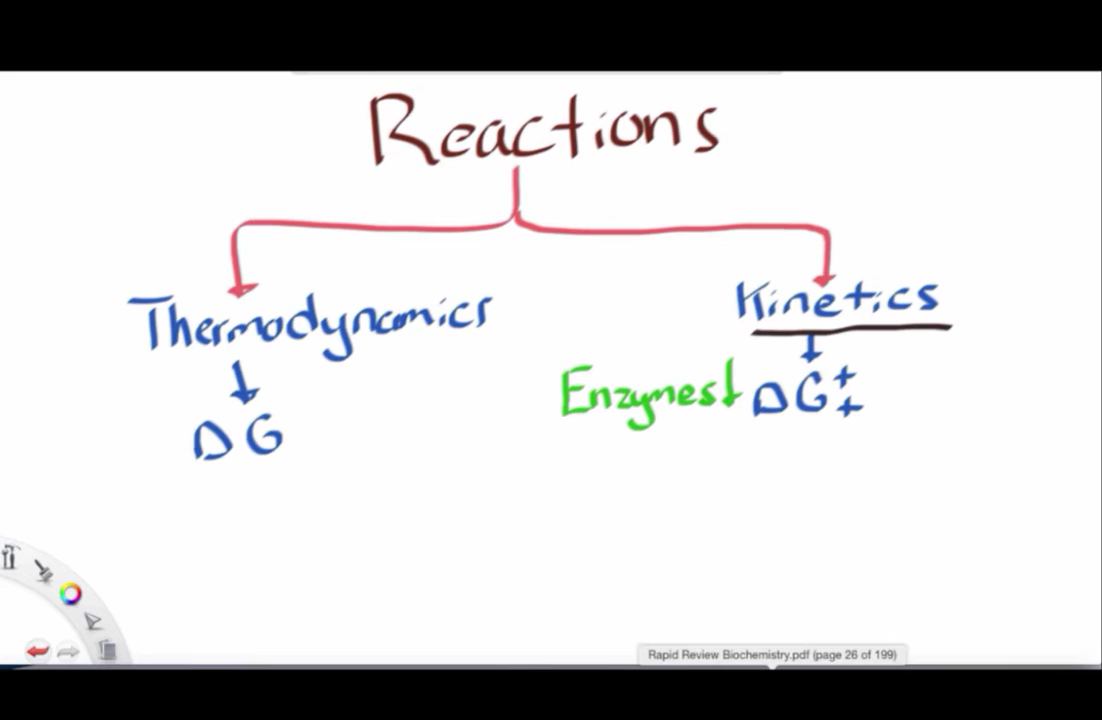 Reactions
Thermodynamics
Kinetics
Enzymes↓ ΔG‡
ΔG
Rapid Review Biochemistry.pdf (page 26 of 199)